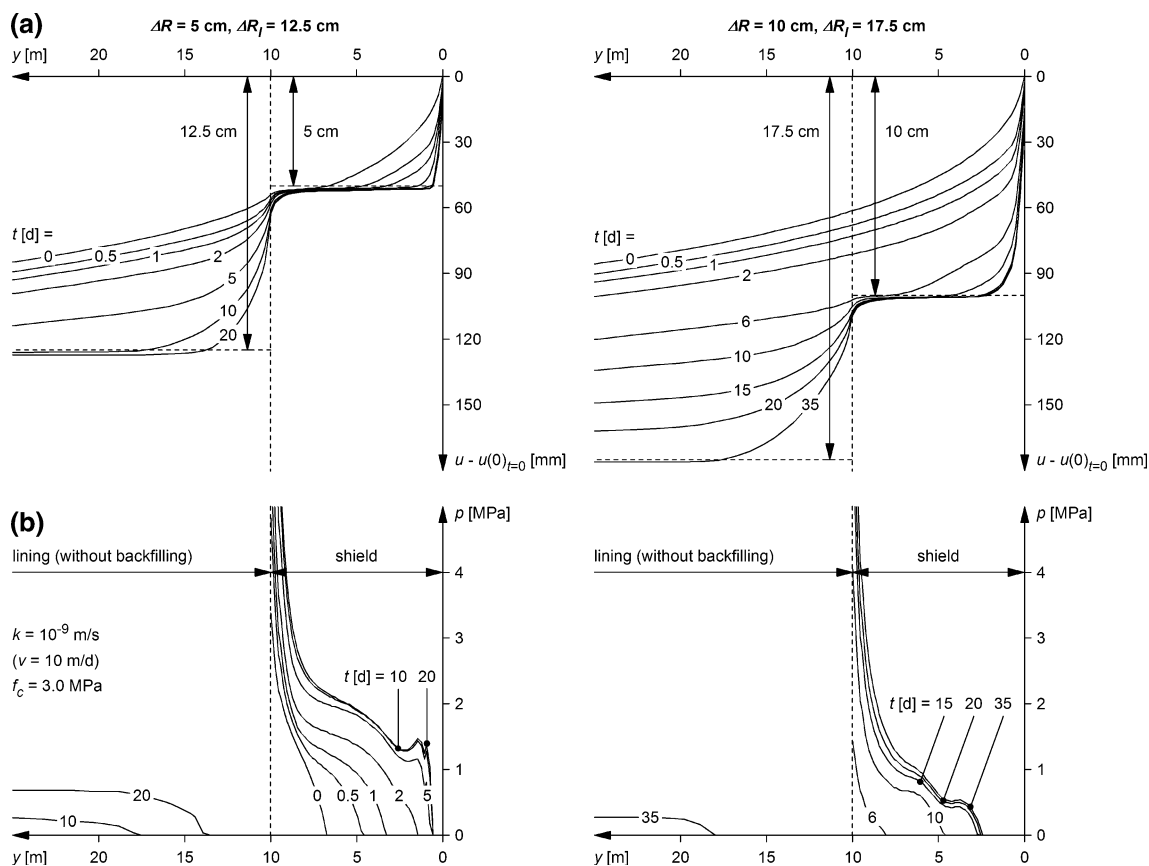 (a)
ΔR = 5 cm, ΔR_l = 12.5 cm
y [m] 20 15 10 5 0
0
30
60
90
120
150
12.5 cm
5 cm
t [d] =
0 0.5 1 2
5
10
20
u - u(0)_{t=0} [mm]
ΔR = 10 cm, ΔR_l = 17.5 cm
y [m] 20 15 10 5 0
0
30
60
90
120
150
17.5 cm
10 cm
t [d] =
0 0.5 1 2
6
10
15
20 35
u - u(0)_{t=0} [mm]
(b)
p [MPa]
lining (without backfilling) shield
4
3
2
1
0
k = 10^{-9} m/s
(v = 10 m/d)
f_c = 3.0 MPa
t [d] = 10 20
0 0.5 1 2 5
20
10
y [m] 20 15 10 5 0
p [MPa]
lining (without backfilling) shield
4
3
2
1
0
t [d] = 15 20 35
6 10
35
y [m] 20 15 10 5 0